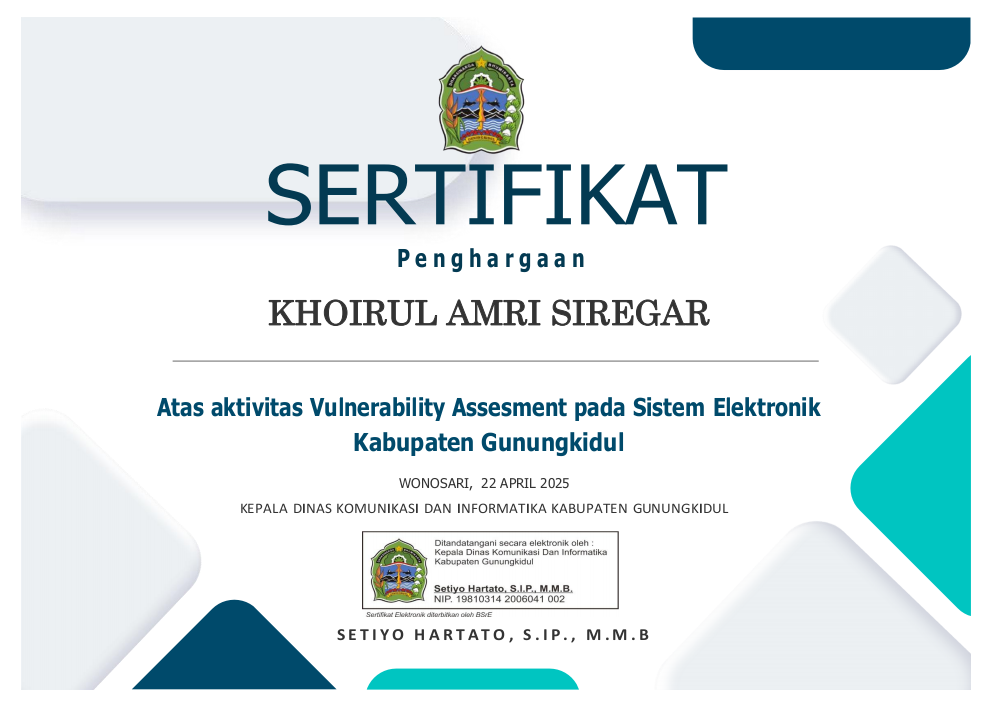 SERTIFIKAT
Penghargaan
KHOIRUL AMRI SIREGAR
Atas aktivitas Vulnerability Assesment pada Sistem Elektronik
Kabupaten Gunungkidul
WONOSARI, 22 APRIL 2025
KEPALA DINAS KOMUNIKASI DAN INFORMATIKA KABUPATEN GUNUNGKIDUL
Ditandatangani secara elektronik oleh :
Kepala Dinas Komunikasi Dan Informatika
Kabupaten Gunungkidul
Setiyo Hartato, S.I.P., M.M.B.
NIP. 19810314 2006041 002
Sertifikat Elektronik diterbitkan oleh BSrE
SETIYO HARTATO, S.IP., M.M.B